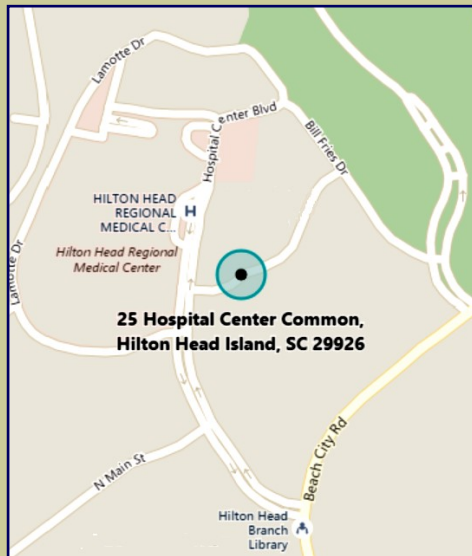 Lamotte Dr
Hospital Center Blvd
Bill Fries Dr
HILTON HEAD
REGIONAL
MEDICAL C...
H
Hilton Head Regional
Medical Center
Lamotte Dr
25 Hospital Center Common,
Hilton Head Island, SC 29926
N Main St
Beach City Rd
Hilton Head
Branch
Library